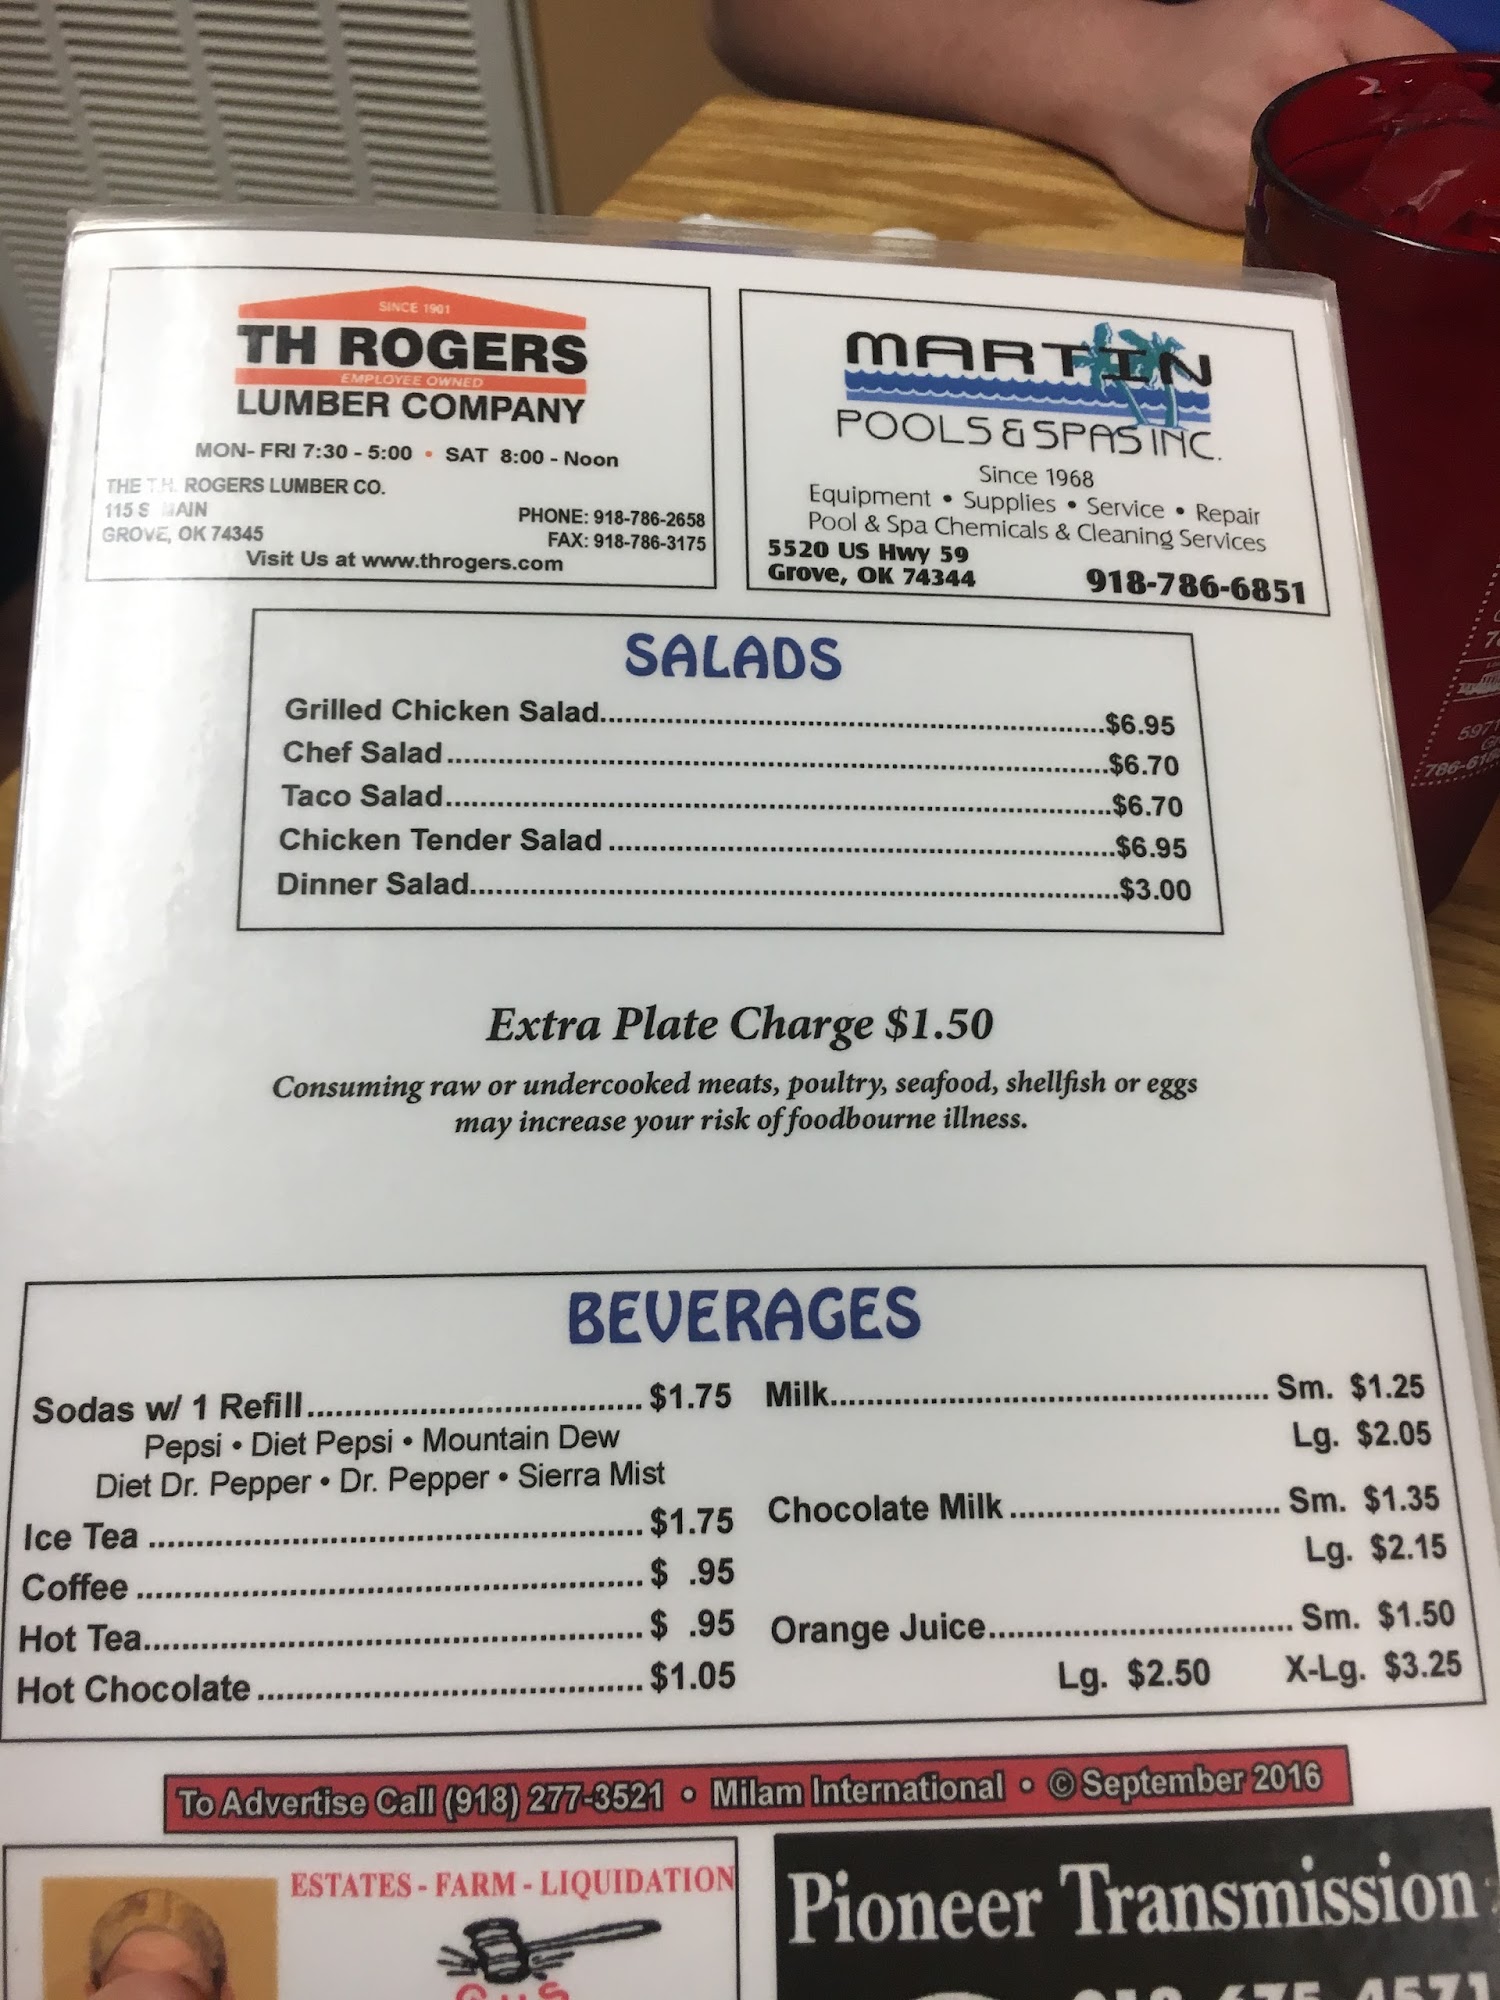 SINCE 1901
TH ROGERS
EMPLOYEE OWNED
LUMBER COMPANY
MON- FRI 7:30 - 5:00 • SAT 8:00 - Noon
THE T.H. ROGERS LUMBER CO.
115 S AIN
GROVE, OK 74345
PHONE: 918-786-2658
FAX: 918-786-3175
Visit Us at www.throgers.com
MARTIN
POOLS & SPAS INC.
Since 1968
Equipment • Supplies • Service • Repair
Pool & Spa Chemicals & Cleaning Services
5520 US Hwy 59
Grove, OK 74344
918-786-6851
SALADS
Grilled Chicken Salad $6.95
Chef Salad $6.70
Taco Salad $6.70
Chicken Tender Salad $6.95
Dinner Salad $3.00
Extra Plate Charge $1.50
Consuming raw or undercooked meats, poultry, seafood, shellfish or eggs
may increase your risk of foodbourne illness.
BEVERAGES
Sodas w/ 1 Refill $1.75
Pepsi • Diet Pepsi • Mountain Dew
Diet Dr. Pepper • Dr. Pepper • Sierra Mist
Ice Tea $1.75
Coffee $ .95
Hot Tea $ .95
Hot Chocolate $1.05
Milk Sm. $1.25
Lg. $2.05
Chocolate Milk Sm. $1.35
Lg. $2.15
Orange Juice Sm. $1.50
Lg. $2.50 X-Lg. $3.25
To Advertise Call (918) 277-3521 • Milam International • © September 2016
ESTATES - FARM - LIQUIDATION
Pioneer Transmission